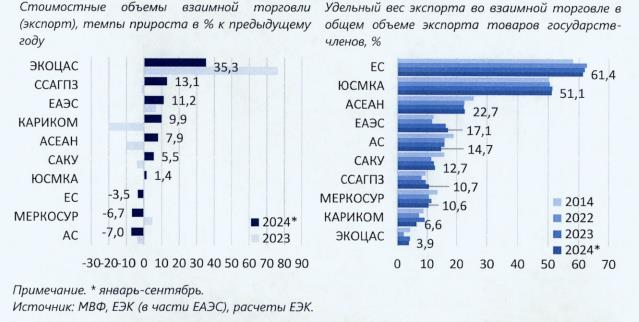 Стоимостные объемы взаимной торговли
(экспорт), темпы прироста в % к предыдущему
году
ЭКОЦАС 35,3
ССАГПЗ 13,1
ЕАЭС 11,2
КАРИКОМ 9,9
АСЕАН 7,9
САКУ 5,5
ЮСМКА 1,4
ЕС -3,5
МЕРКОСУР -6,7
АС -7,0
2024*
2023
-30 -20 -10 0 10 20 30 40 50 60 70 80 90
Удельный вес экспорта во взаимной торговле в
общем объеме экспорта товаров государств-
членов, %
ЕС 61,4
ЮСМКА 51,1
АСЕАН 22,7
ЕАЭС 17,1
АС 14,7
САКУ 12,7
ССАГПЗ 10,7
МЕРКОСУР 10,6
КАРИКОМ 6,6
ЭКОЦАС 3,9
2014
2022
2023
2024*
0 10 20 30 40 50 60 70
Примечание. * январь-сентябрь.
Источник: МВФ, ЕЭК (в части ЕАЭС), расчеты ЕЭК.